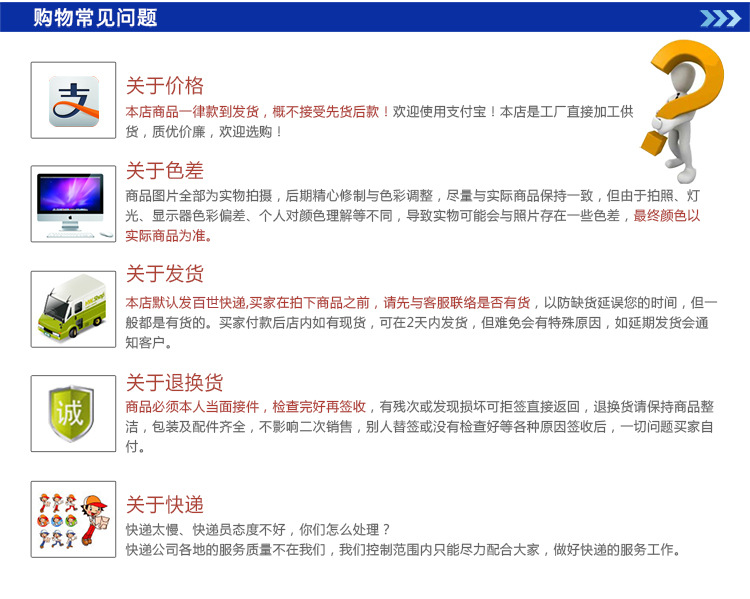 购物常见问题
关于价格
本店商品一律款到发货，概不接受先货后款！欢迎使用支付宝！本店是工厂直接加工供
货，质优价廉，欢迎选购！
关于色差
商品图片全部为实物拍摄，后期精心修制与色彩调整，尽量与实际商品保持一致，但由于拍照、灯
光、显示器色彩偏差、个人对颜色理解等不同，导致实物可能会与照片存在一些色差，最终颜色以
实际商品为准。
关于发货
本店默认发百世快递,买家在拍下商品之前，请先与客服联络是否有货，以防缺货延误您的时间，但一
般都是有货的。买家付款后店内如有现货，可在2天内发货，但难免会有特殊原因，如延期发货会通
知客户。
关于退换货
商品必须本人当面接件，检查完好再签收，有残次或发现损坏可拒签直接返回，退换货请保持商品整
洁，包装及配件齐全，不影响二次销售，别人替签或没有检查好等各种原因签收后，一切问题买家自
付。
诚
关于快递
快递太慢、快递员态度不好，你们怎么处理？
快递公司各地的服务质量不在我们，我们控制范围内只能尽力配合大家，做好快递的服务工作。